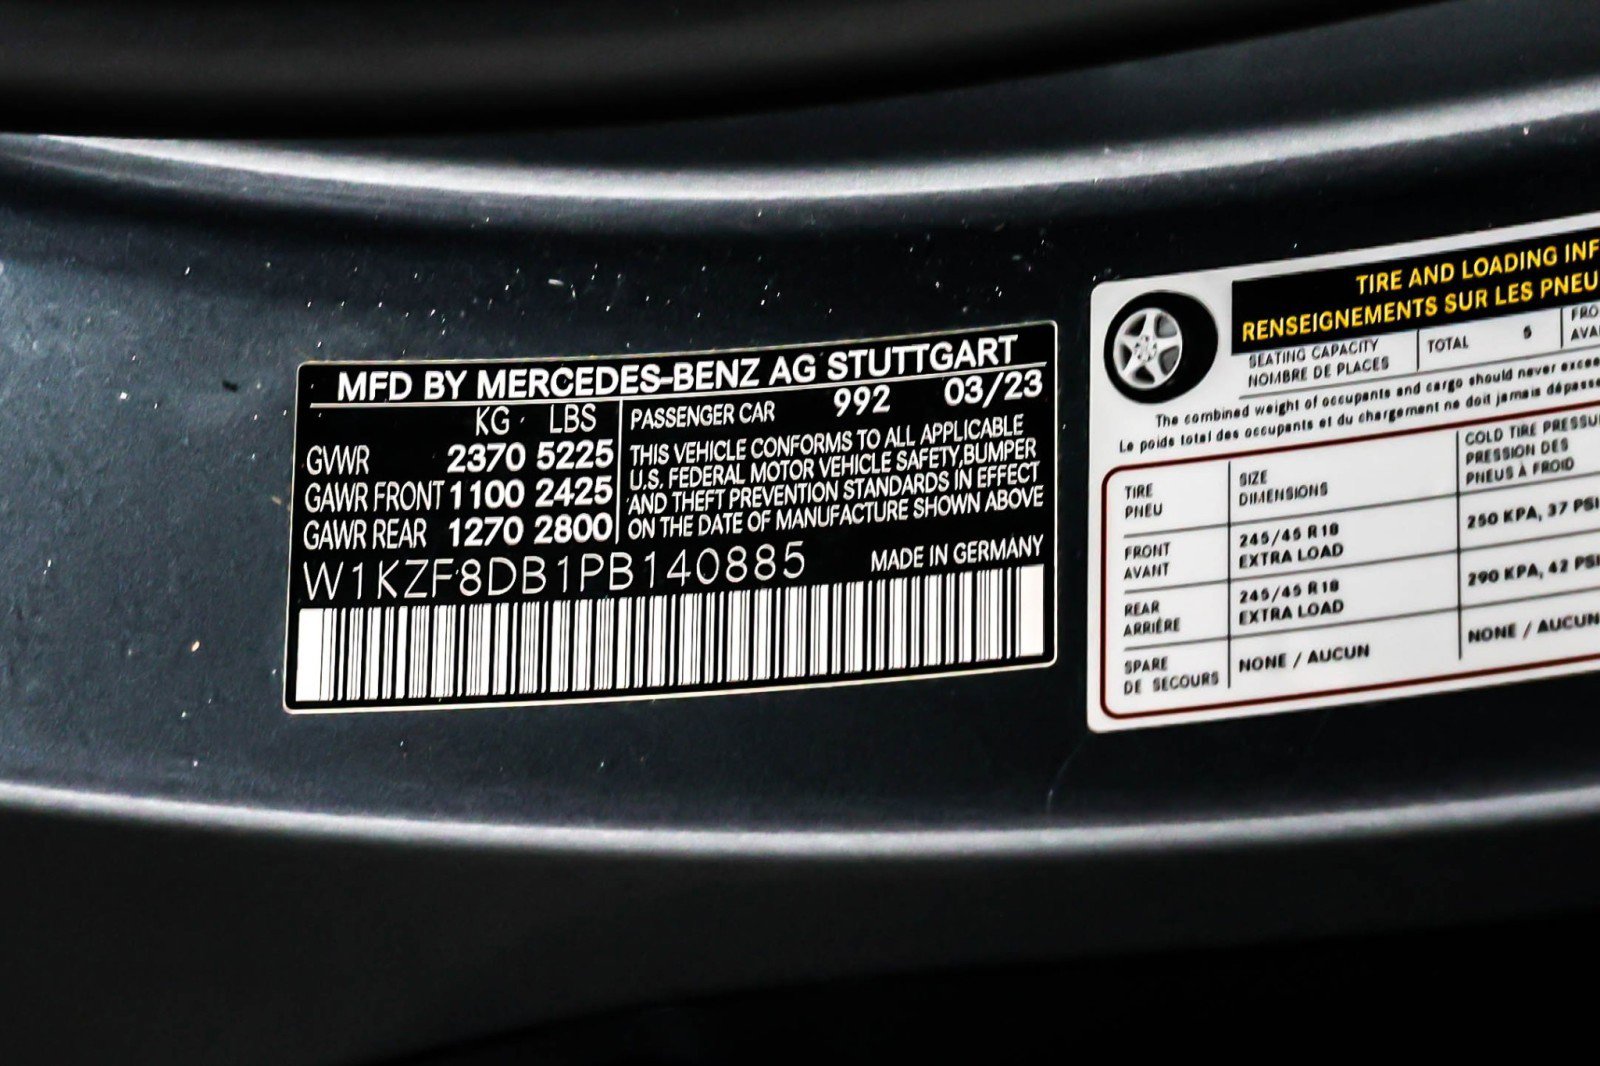 MFD BY MERCEDES-BENZ AG STUTTGART
KG LBS
GVWR 2370 5225
GAWR FRONT 1100 2425
GAWR REAR 1270 2800
PASSENGER CAR 992 03/23
THIS VEHICLE CONFORMS TO ALL APPLICABLE
U.S. FEDERAL MOTOR VEHICLE SAFETY, BUMPER
AND THEFT PREVENTION STANDARDS IN EFFECT
ON THE DATE OF MANUFACTURE SHOWN ABOVE
W1KZF8DB1PB140885 MADE IN GERMANY
TIRE AND LOADING INF
RENSEIGNEMENTS SUR LES PNEU
SEATING CAPACITY
NOMBRE DE PLACES
TOTAL 5
FRO
AVA
The combined weight of occupants and cargo should never excee
Le poids total des occupants et du chargement ne doit jamais dépasse
TIRE
PNEU
SIZE
DIMENSIONS
COLD TIRE PRESSU
PRESSION DES
PNEUS À FROID
FRONT
AVANT
245/45 R18
EXTRA LOAD
250 KPA, 37 PSI
REAR
ARRIÈRE
245/45 R18
EXTRA LOAD
290 KPA, 42 PSI
SPARE
DE SECOURS
NONE / AUCUN
NONE / AUCUN